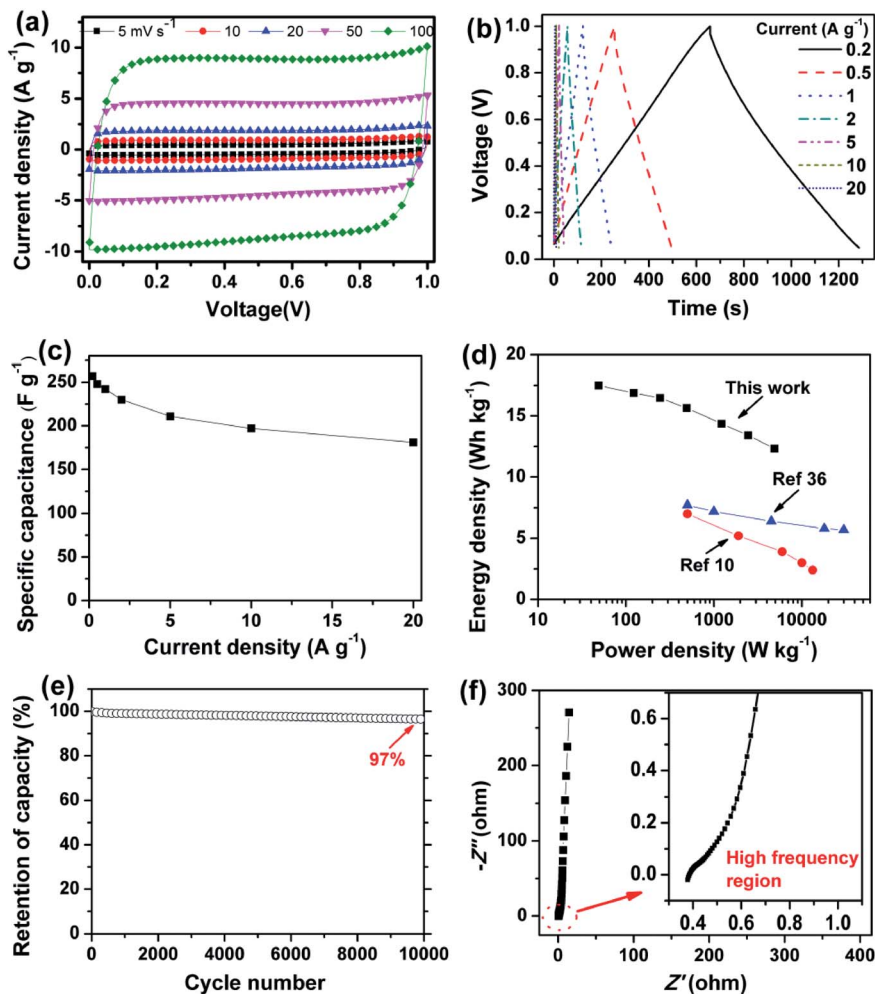 (a)
5 mV s⁻¹ 10 20 50 100
Current density (A g⁻¹)
10
5
0
-5
-10
0.0 0.2 0.4 0.6 0.8 1.0
Voltage(V)
(b)
Current (A g⁻¹)
0.2
0.5
1
2
5
10
20
Voltage (V)
1.0
0.8
0.6
0.4
0.2
0.0
0 200 400 600 800 1000 1200
Time (s)
(c)
Specific capacitance (F g⁻¹)
250
200
150
100
50
0
0 5 10 15 20
Current density (A g⁻¹)
(d)
Energy density (Wh kg⁻¹)
20
15
10
5
0
This work
Ref 36
Ref 10
10 100 1000 10000
Power density (W kg⁻¹)
(e)
Retention of capacity (%)
100
80
60
40
20
0
97%
0 2000 4000 6000 8000 10000
Cycle number
(f)
-Z''(ohm)
300
200
100
0
0.6
0.4
0.2
0.0
High frequency
region
0.4 0.6 0.8 1.0
0 100 200 300 400
Z' (ohm)